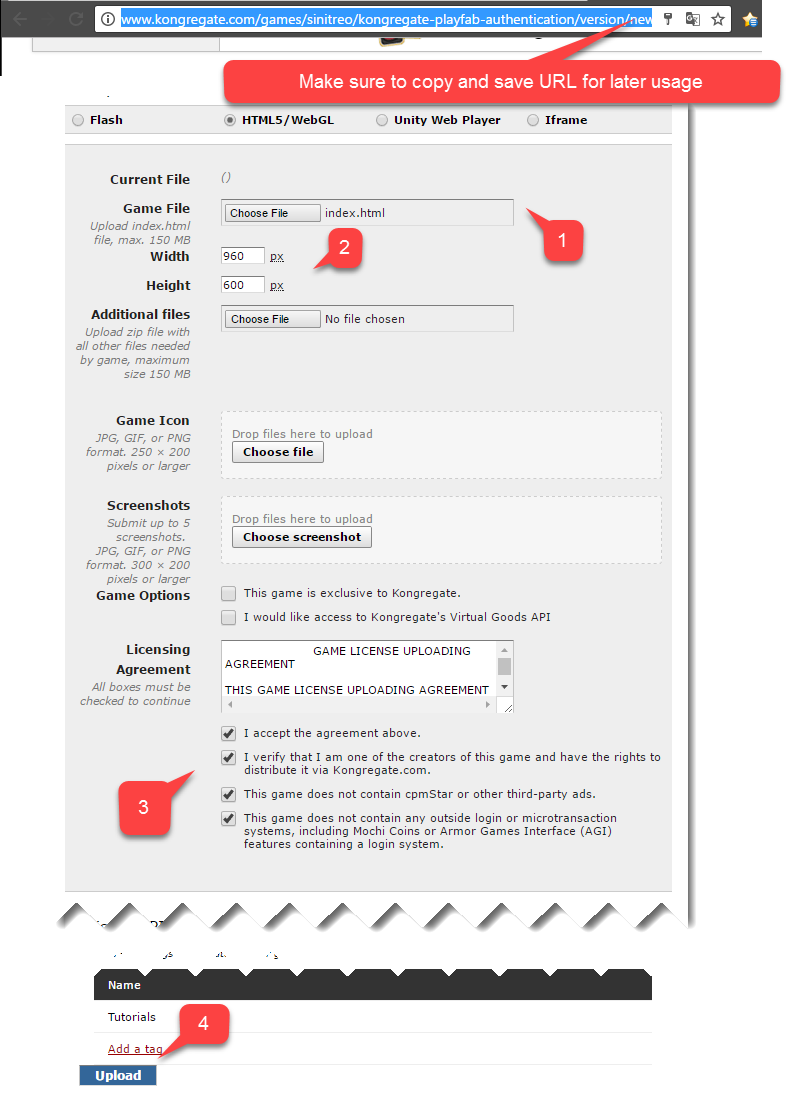 www.kongregate.com/games/sinitreo/kongregate-playfab-authentication/version/new
Make sure to copy and save URL for later usage
Flash
HTML5/WebGL
Unity Web Player
Iframe
Current File
()
Game File
Upload index.html
file, max. 150 MB
Choose File
index.html
1
Width
960
px
2
Height
600
px
Additional files
Upload zip file with
all other files needed
by game, maximum
size 150 MB
Choose File
No file chosen
Game Icon
JPG, GIF, or PNG
format. 250 × 200
pixels or larger
Drop files here to upload
Choose file
Screenshots
Submit up to 5
screenshots.
JPG, GIF, or PNG
format. 300 × 200
pixels or larger
Drop files here to upload
Choose screenshot
Game Options
This game is exclusive to Kongregate.
I would like access to Kongregate's Virtual Goods API
Licensing
Agreement
All boxes must be
checked to continue
GAME LICENSE UPLOADING
AGREEMENT
THIS GAME LICENSE UPLOADING AGREEMENT
I accept the agreement above.
I verify that I am one of the creators of this game and have the rights to
distribute it via Kongregate.com.
3
This game does not contain cpmStar or other third-party ads.
This game does not contain any outside login or microtransaction
systems, including Mochi Coins or Armor Games Interface (AGI)
features containing a login system.
Name
Tutorials
4
Add a tag
Upload